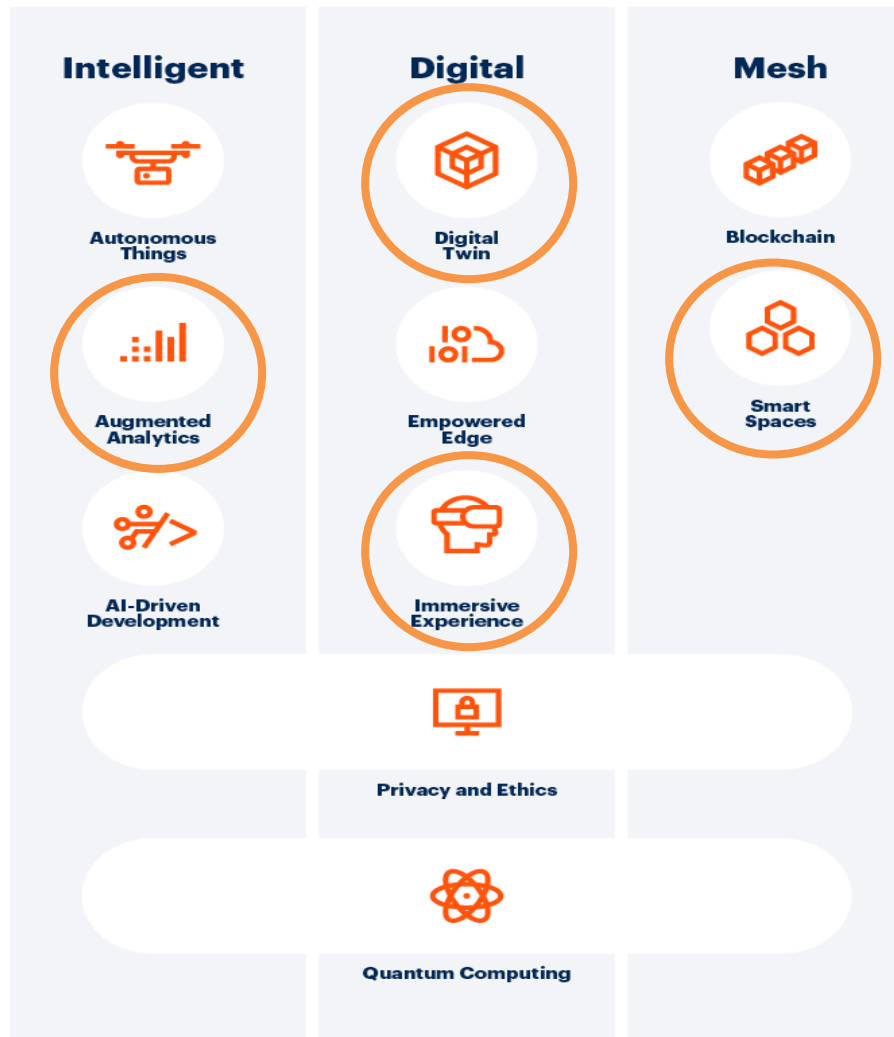 Intelligent
Digital
Mesh
Autonomous
Things
Digital
Twin
Blockchain
Augmented
Analytics
Empowered
Edge
Smart
Spaces
AI-Driven
Development
Immersive
Experience
Privacy and Ethics
Quantum Computing